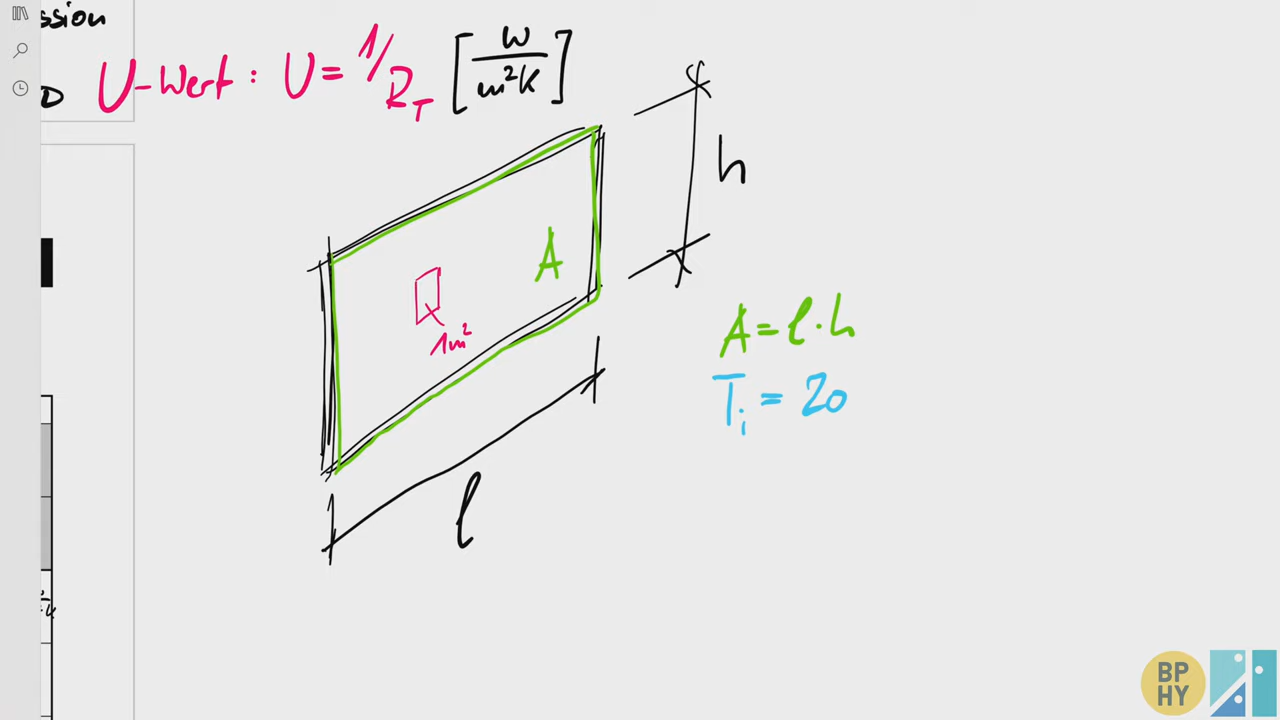 ssion
D
U-Wert: U = 1/R_T [W/m²K]
h
A
1m²
A = l·h
T_i = 20
l
BP
HY